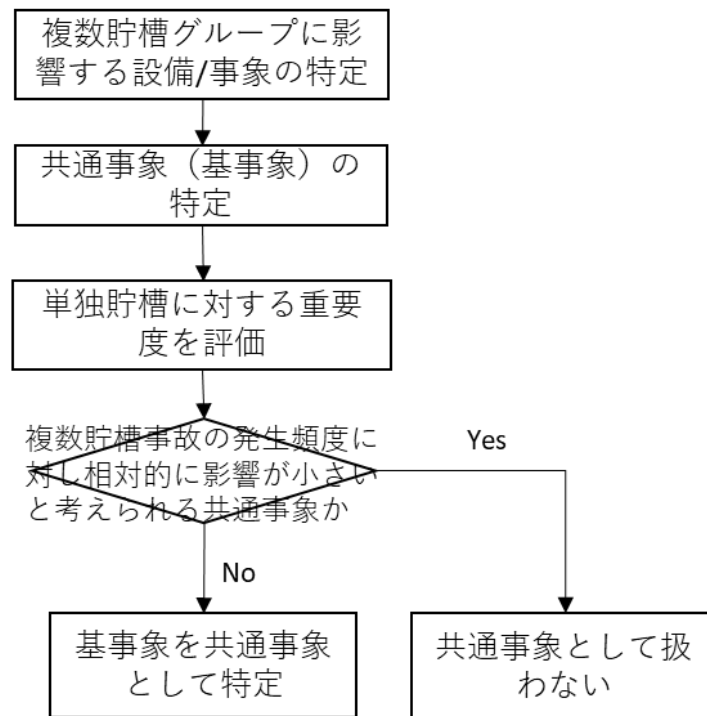 複数貯槽グループに影
響する設備/事象の特定
共通事象（基事象）の
特定
単独貯槽に対する重要
度を評価
複数貯槽事故の発生頻度に
対し相対的に影響が小さい
と考えられる共通事象か
Yes
No
基事象を共通事象
として特定
共通事象として扱
わない